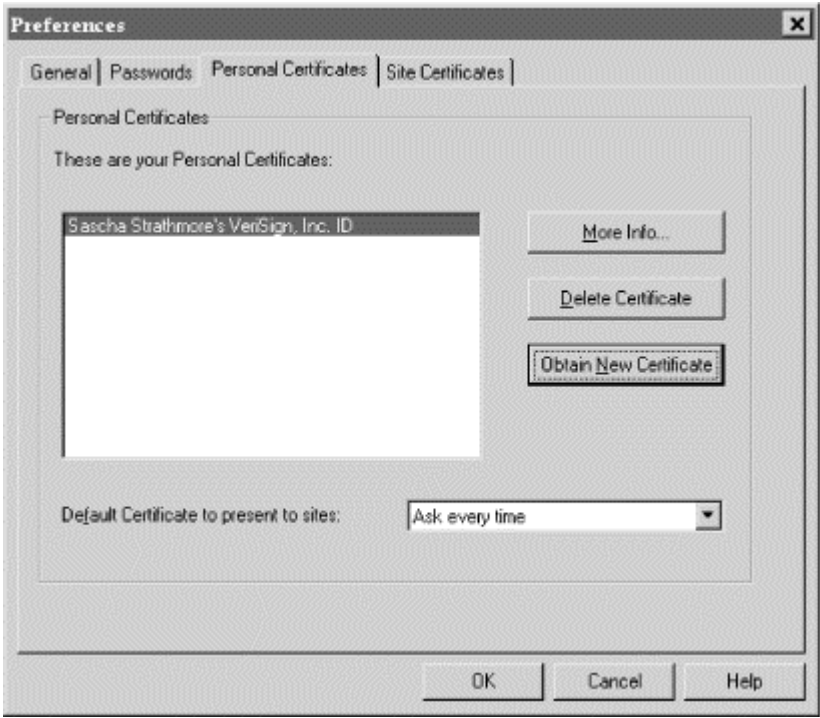 Preferences
General Passwords Personal Certificates Site Certificates
Personal Certificates
These are your Personal Certificates:
Sascha Strathmore's VeriSign, Inc. ID
More Info...
Delete Certificate
Obtain New Certificate
Default Certificate to present to sites: Ask every time
OK Cancel Help